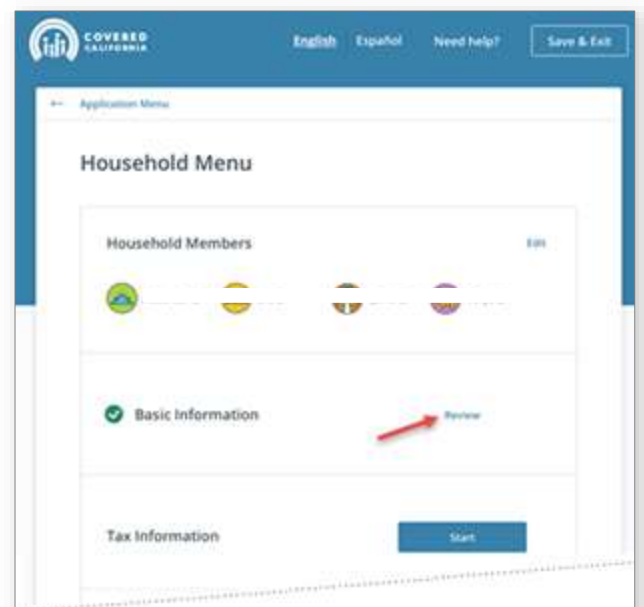 COVERED
CALIFORNIA
English Español Need help? Save & Exit
← Application Menu
Household Menu
Household Members Edit
Basic Information Review
Tax Information Start